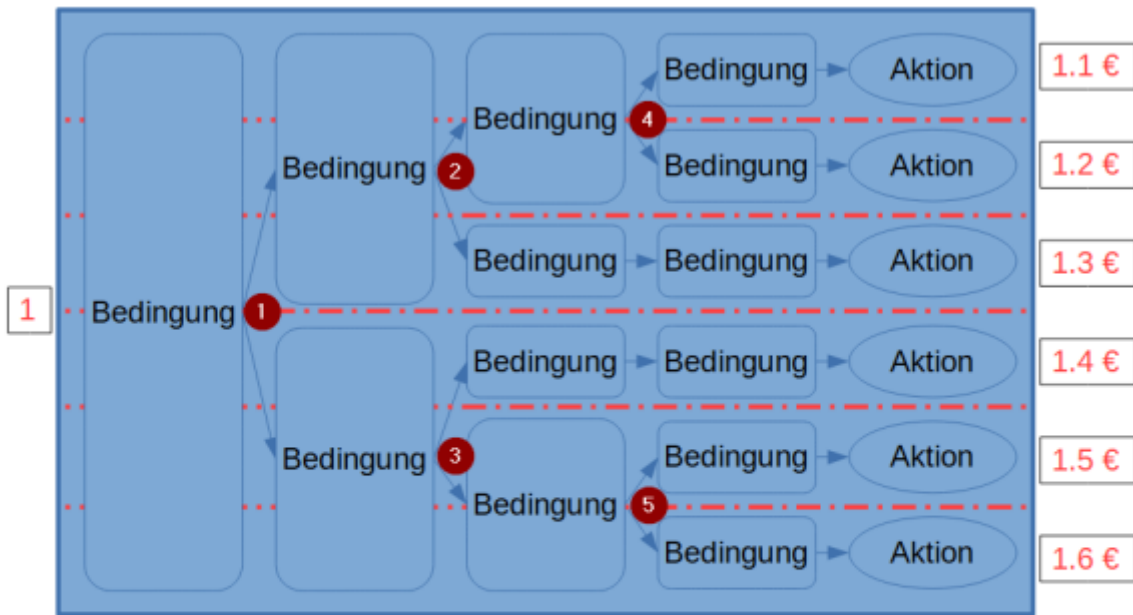 Bedingung Aktion 1.1 €
Bedingung 4
Bedingung 2 Bedingung Aktion 1.2 €
Bedingung Bedingung Aktion 1.3 €
1 Bedingung 1
Bedingung Bedingung Aktion 1.4 €
Bedingung 3 Bedingung Aktion 1.5 €
Bedingung 5
Bedingung Aktion 1.6 €